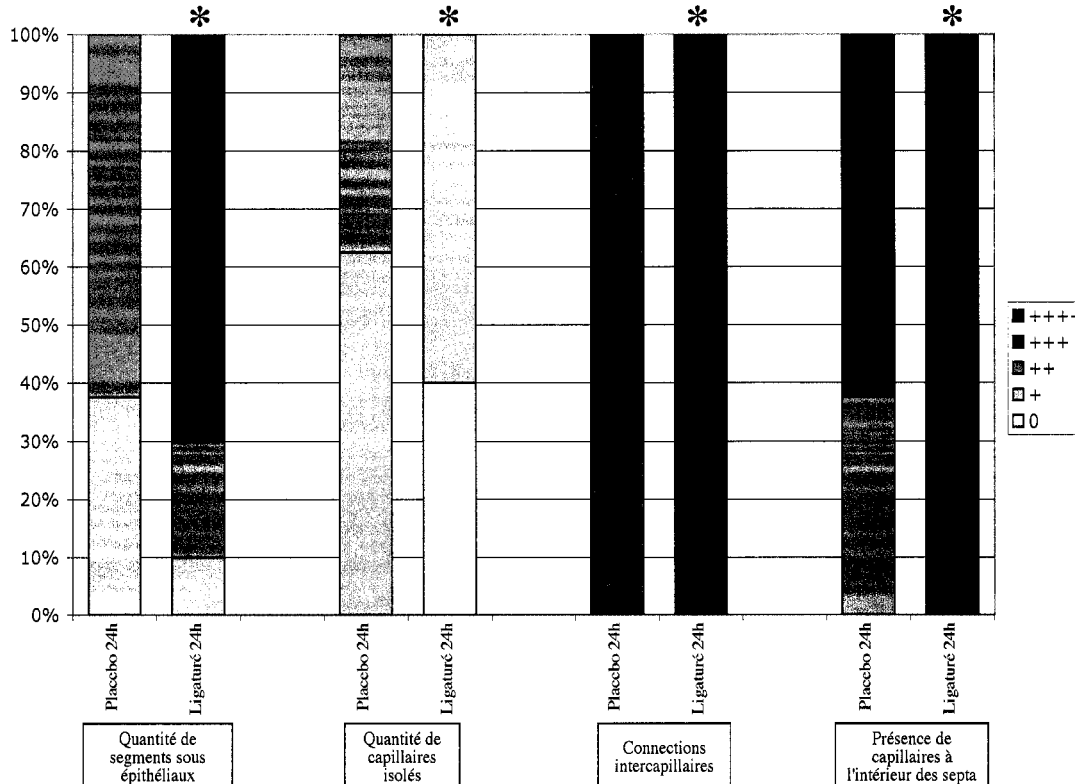 * * * *
100%
90%
80%
70%
60%
50%
40%
30%
20%
10%
0%
++++
+++
++
+
0
Placebo 24h
Ligaturé 24h
Placebo 24h
Ligaturé 24h
Placebo 24h
Ligaturé 24h
Placebo 24h
Ligaturé 24h
Quantité de
segments sous
épithéliaux
Quantité de
capillaires
isolés
Connections
intercapillaires
Présence de
capillaires à
l'intérieur des septa